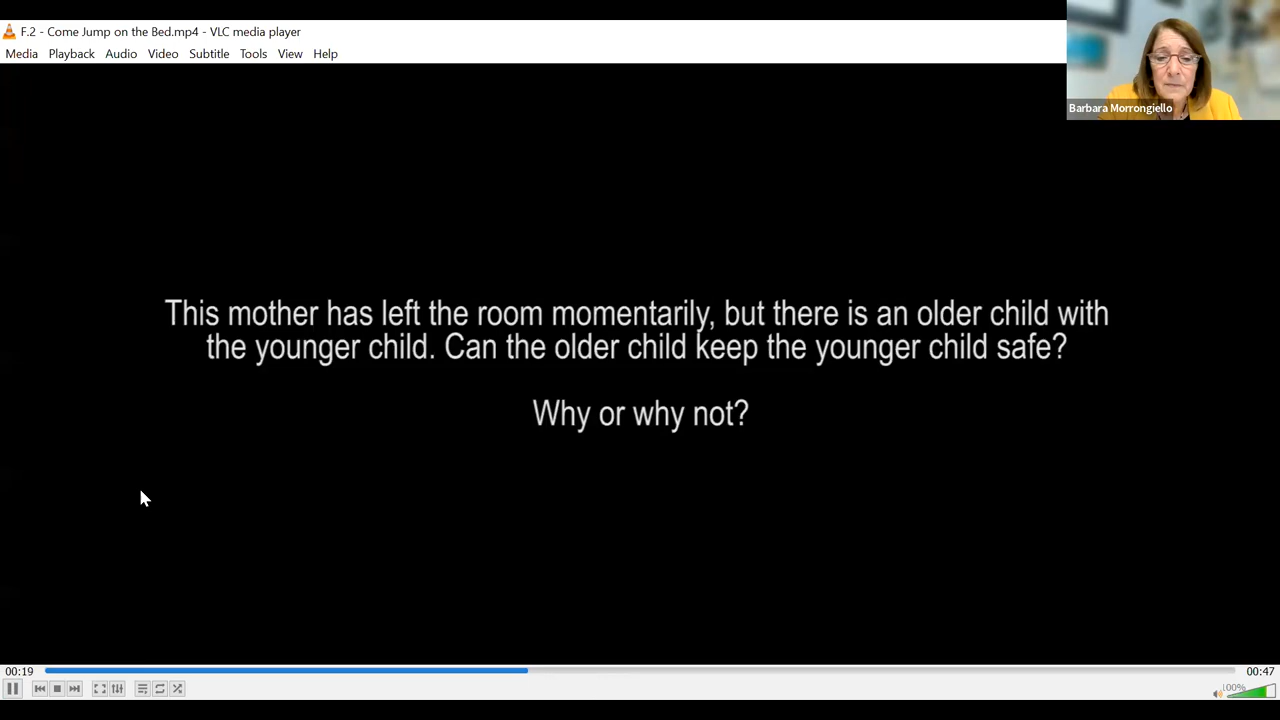 F.2 - Come Jump on the Bed.mp4 - VLC media player
Media Playback Audio Video Subtitle Tools View Help
Barbara Morrongiello
This mother has left the room momentarily, but there is an older child with
the younger child. Can the older child keep the younger child safe?
Why or why not?
00:19
00:47
100%